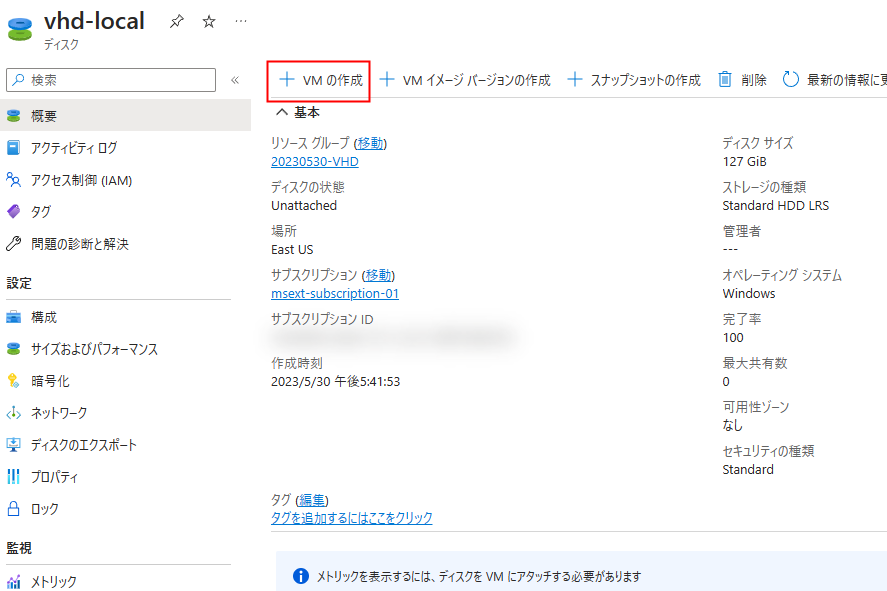 vhd-local
ディスク
検索
«
概要
アクティビティ ログ
アクセス制御 (IAM)
タグ
問題の診断と解決
設定
構成
サイズおよびパフォーマンス
暗号化
ネットワーク
ディスクのエクスポート
プロパティ
ロック
監視
メトリック
VM の作成
VM イメージ バージョンの作成
スナップショットの作成
削除
最新の情報に更
基本
リソース グループ (移動)
20230530-VHD
ディスクの状態
Unattached
場所
East US
サブスクリプション (移動)
msext-subscription-01
サブスクリプション ID
作成時刻
2023/5/30 午後5:41:53
ディスク サイズ
127 GiB
ストレージの種類
Standard HDD LRS
管理者
---
オペレーティング システム
Windows
完了率
100
最大共有数
0
可用性ゾーン
なし
セキュリティの種類
Standard
タグ (編集)
タグを追加するにはここをクリック
メトリックを表示するには、ディスクを VM にアタッチする必要があります